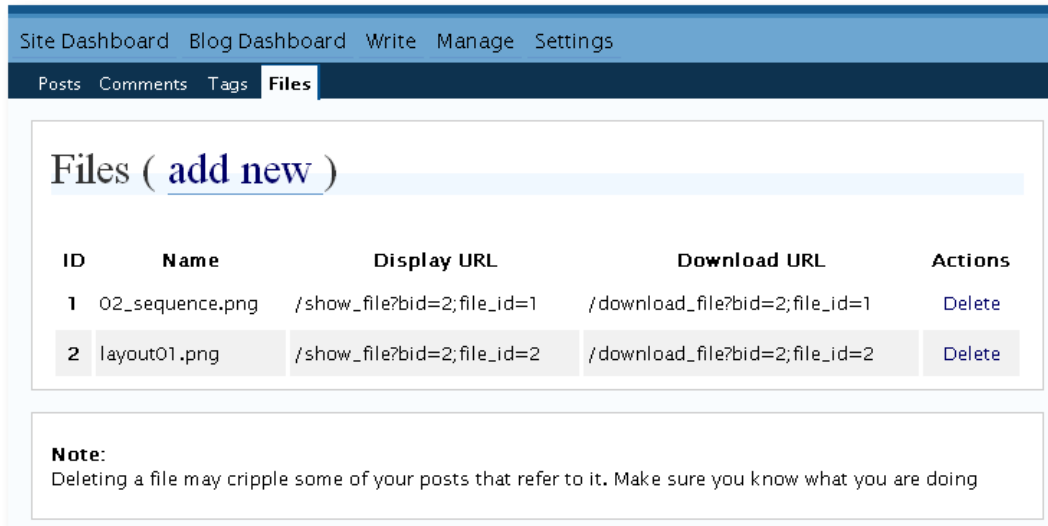 Site Dashboard Blog Dashboard Write Manage Settings
Posts Comments Tags Files
Files ( add new )
ID Name Display URL Download URL Actions
1 02_sequence.png /show_file?bid=2;file_id=1 /download_file?bid=2;file_id=1 Delete
2 layout01.png /show_file?bid=2;file_id=2 /download_file?bid=2;file_id=2 Delete
Note:
Deleting a file may cripple some of your posts that refer to it. Make sure you know what you are doing